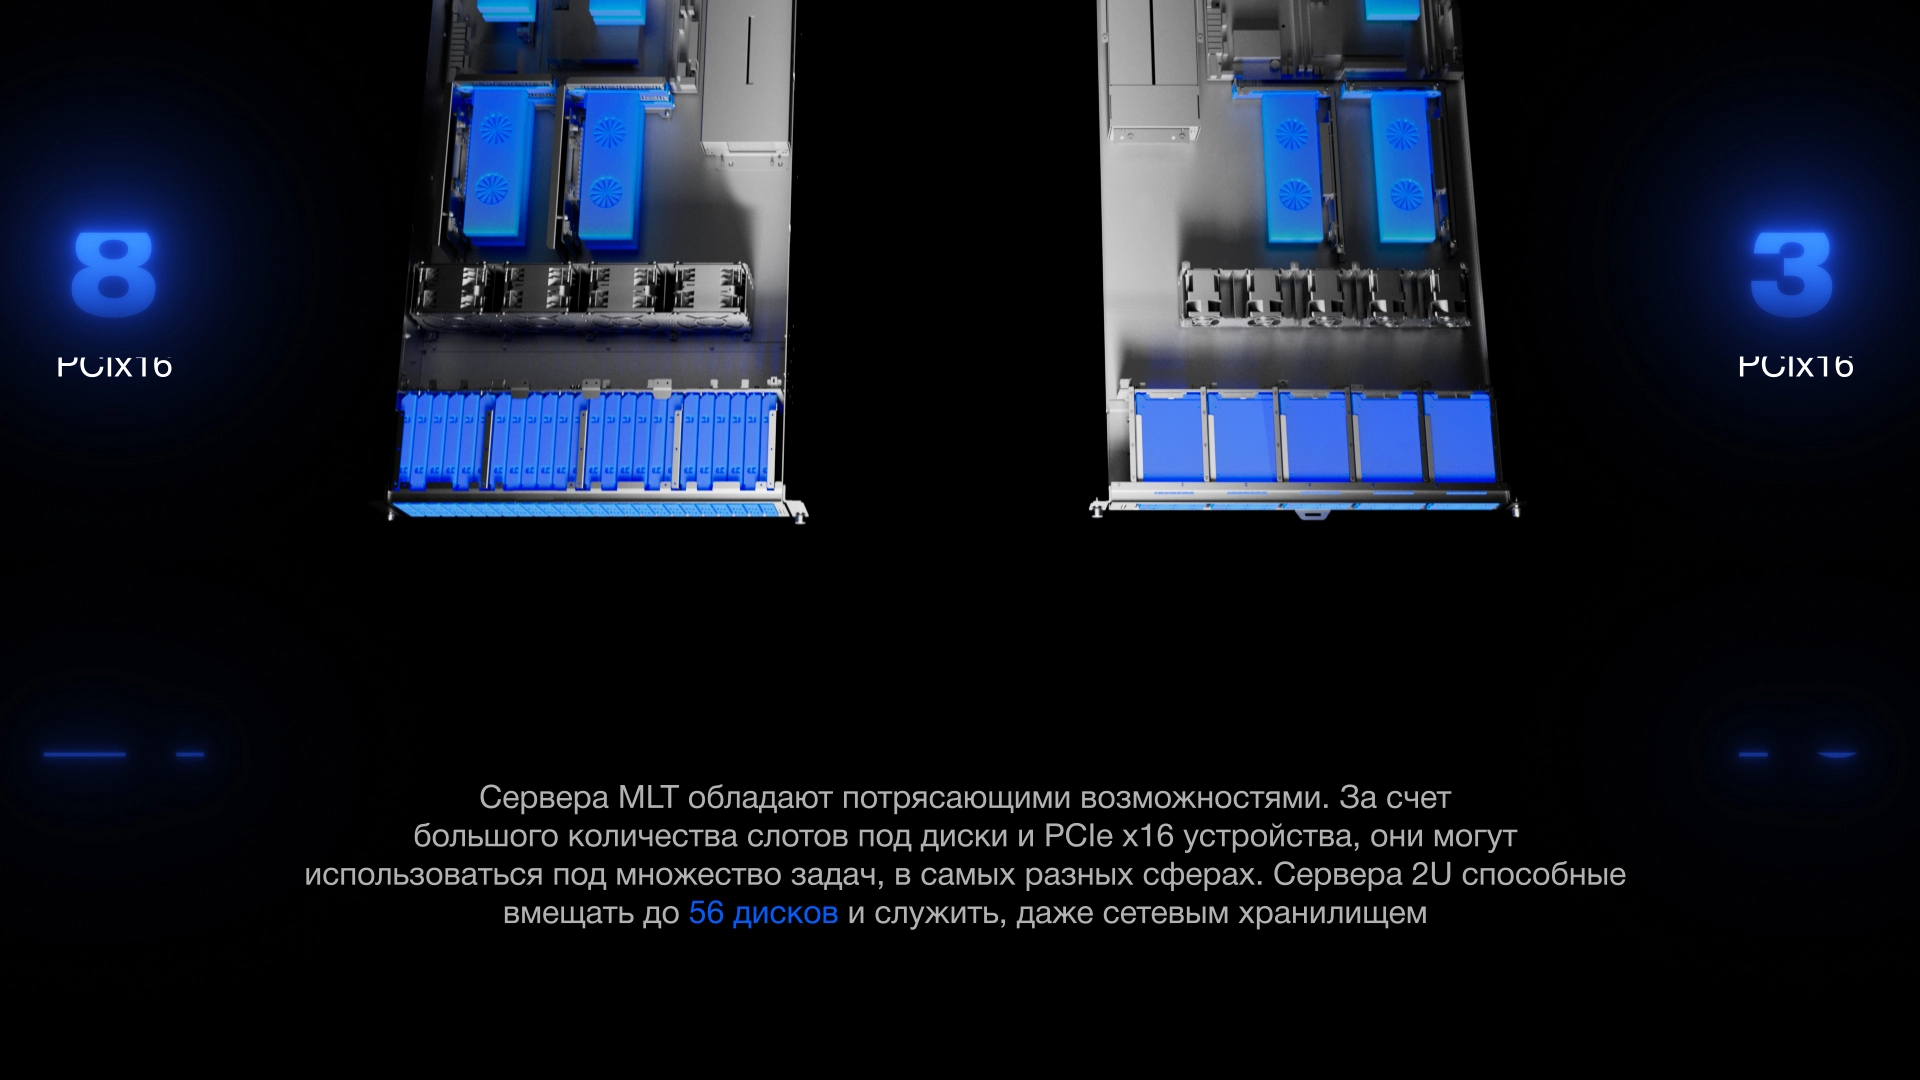 8
PCIx16
3
PCIx16
Сервера MLT обладают потрясающими возможностями. За счет
большого количества слотов под диски и PCIe x16 устройства, они могут
использоваться под множество задач, в самых разных сферах. Сервера 2U способные
вмещать до 56 дисков и служить, даже сетевым хранилищем